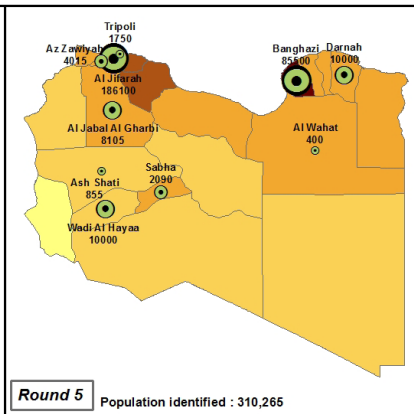 Tripoli
1750
Az Zawiyah
4015
Al Jifarah
186100
Al Jabal Al Gharbi
8105
Banghazi
85500
Darnah
10000
Al Wahat
400
Ash Shati
855
Sabha
2090
Wadi Al Hayaa
10000
Round 5
Population identified : 310,265